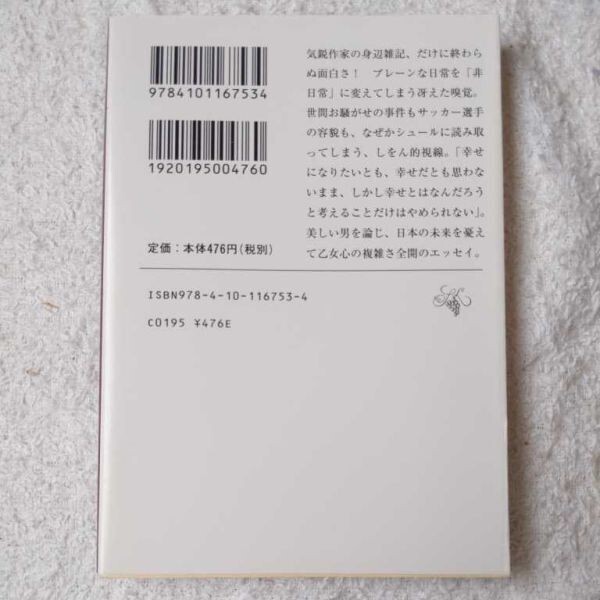 9784101167534
1920195004760
定価：本体476円(税別)
気鋭作家の身辺雑記、だけに終わら
ぬ面白さ！　プレーンな日常を「非
日常」に変えてしまう冴えた嗅覚。
世間お騒がせの事件もサッカー選手
の容貌も、なぜかシュールに読み取
ってしまう、しをん的視線。「幸せ
になりたいとも、幸せだとも思わな
いまま、しかし幸せとはなんだろう
と考えることだけはやめられない」。
美しい男を論じ、日本の未来を憂え
て乙女心の複雑さ全開のエッセイ。
ISBN978-4-10-116753-4
C0195 ¥476E